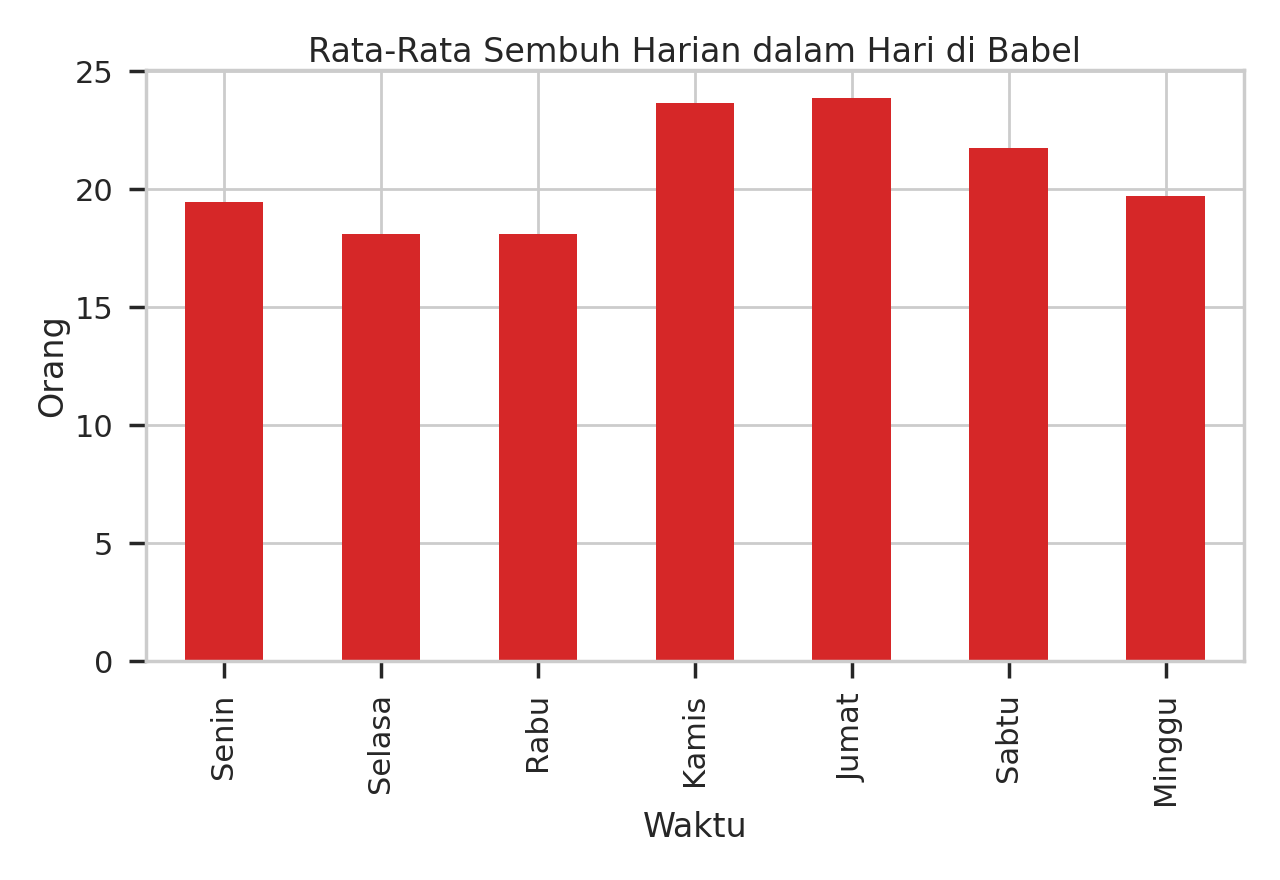 Rata-Rata Sembuh Harian dalam Hari di Babel
25
20
15
10
5
0
Orang
Senin
Selasa
Rabu
Kamis
Jumat
Sabtu
Minggu
Waktu